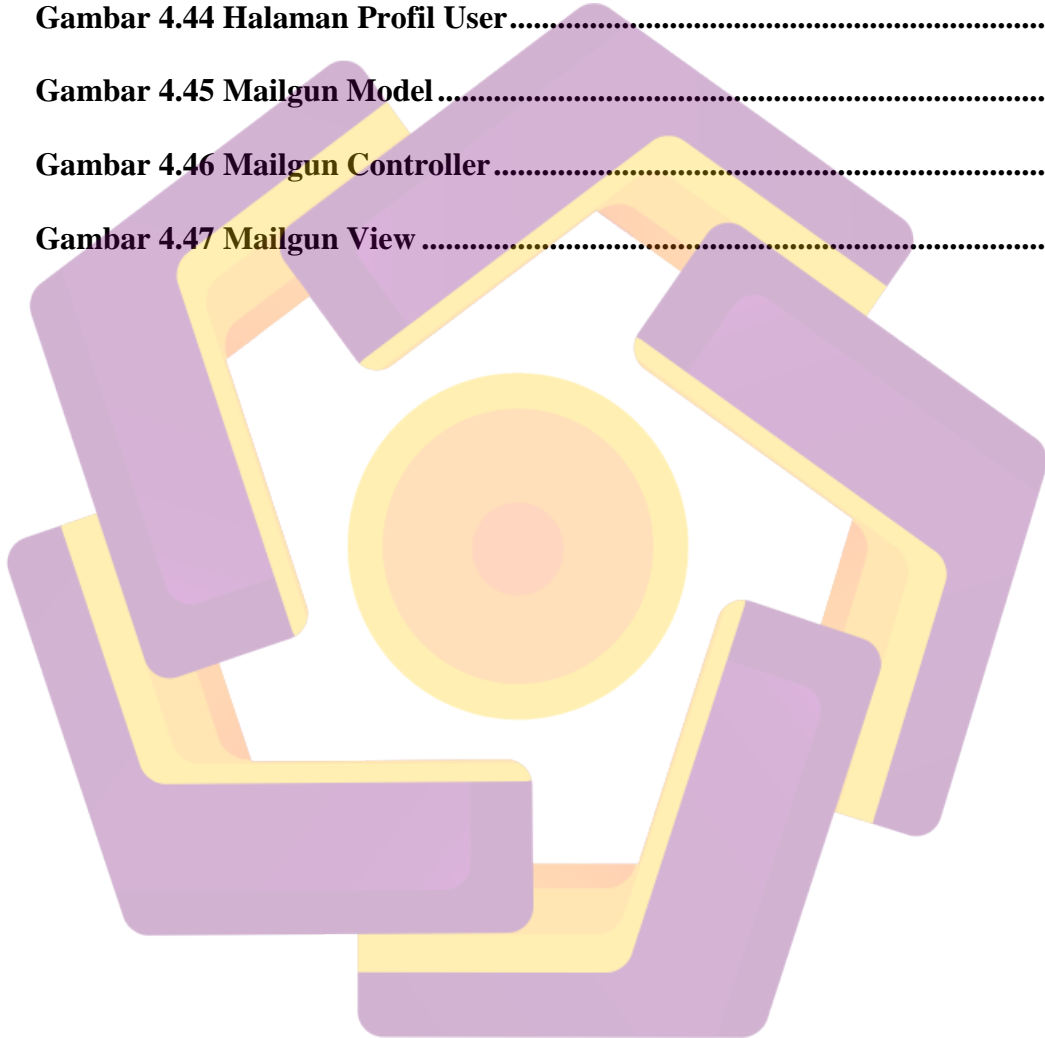 Gambar 4.44 Halaman Profil User...................................................................
Gambar 4.45 Mailgun Model............................................................................
Gambar 4.46 Mailgun Controller.....................................................................
Gambar 4.47 Mailgun View..............................................................................